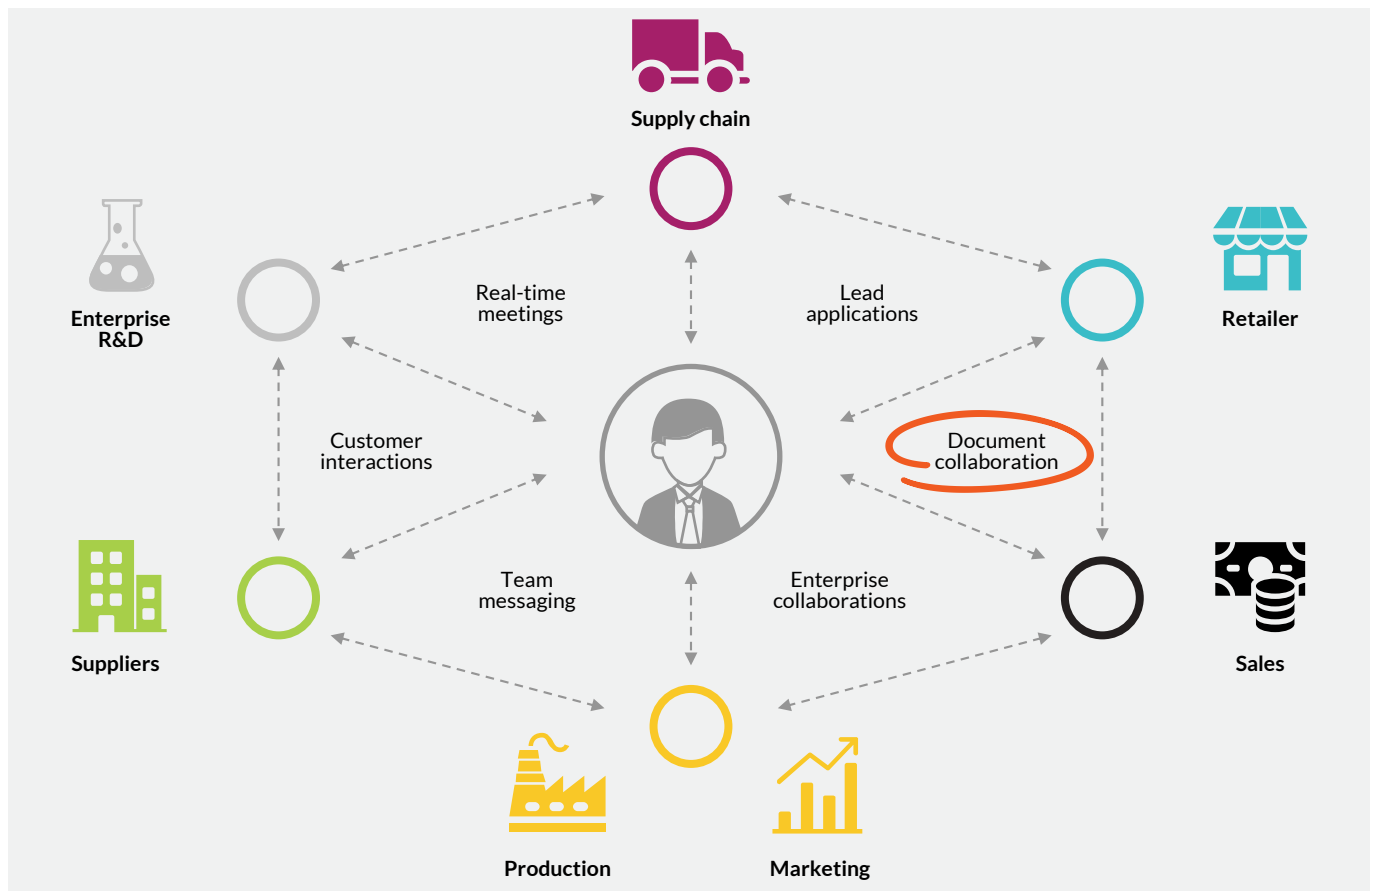 Supply chain
Enterprise
R&D
Real-time
meetings
Lead
applications
Retailer
Customer
interactions
Document
collaboration
Team
messaging
Enterprise
collaborations
Suppliers
Sales
Production
Marketing